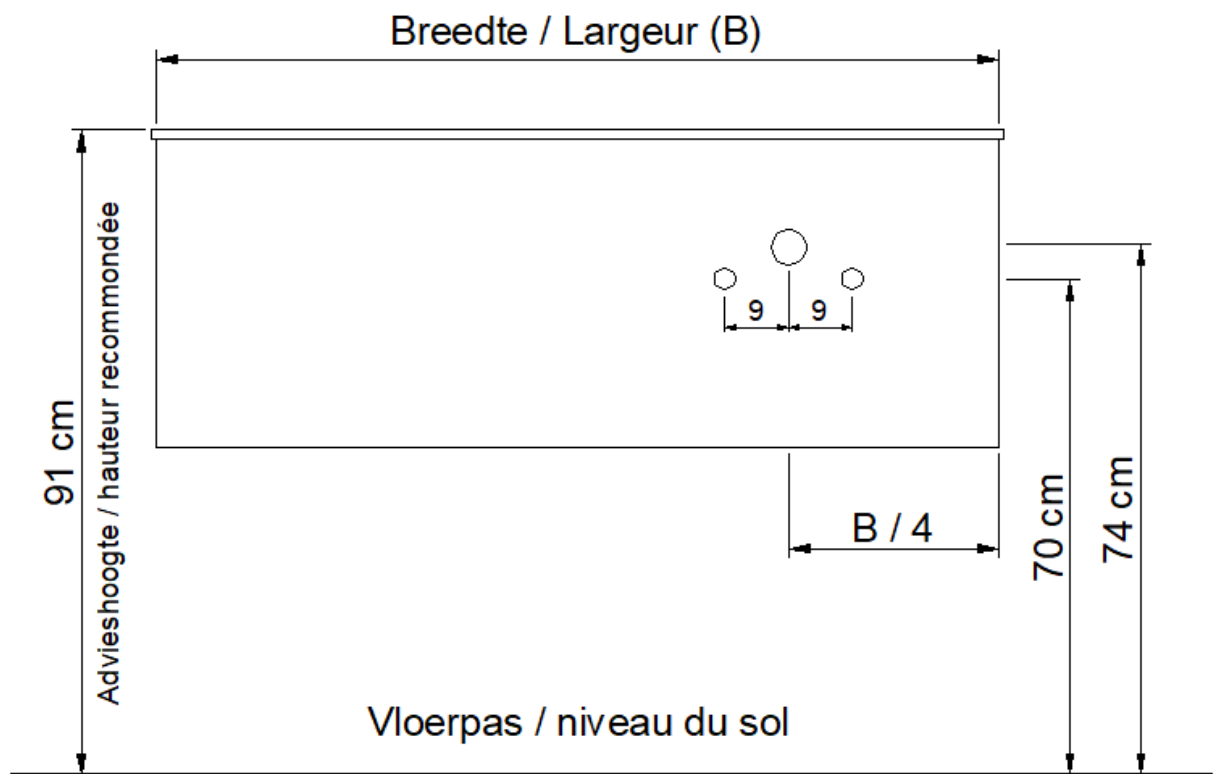 Breedte / Largeur (B)
91 cm
Advieshoogte / hauteur recommondée
9
9
B / 4
70 cm
74 cm
Vloerpas / niveau du sol